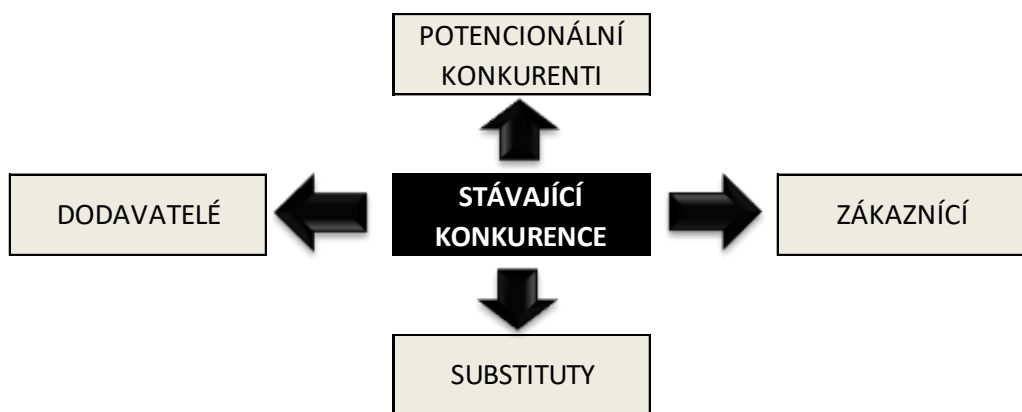 POTENCIONÁLNÍ
KONKURENTI
DODAVATELÉ
STÁVAJÍCÍ
KONKURENCE
ZÁKAZNÍCÍ
SUBSTITUTY